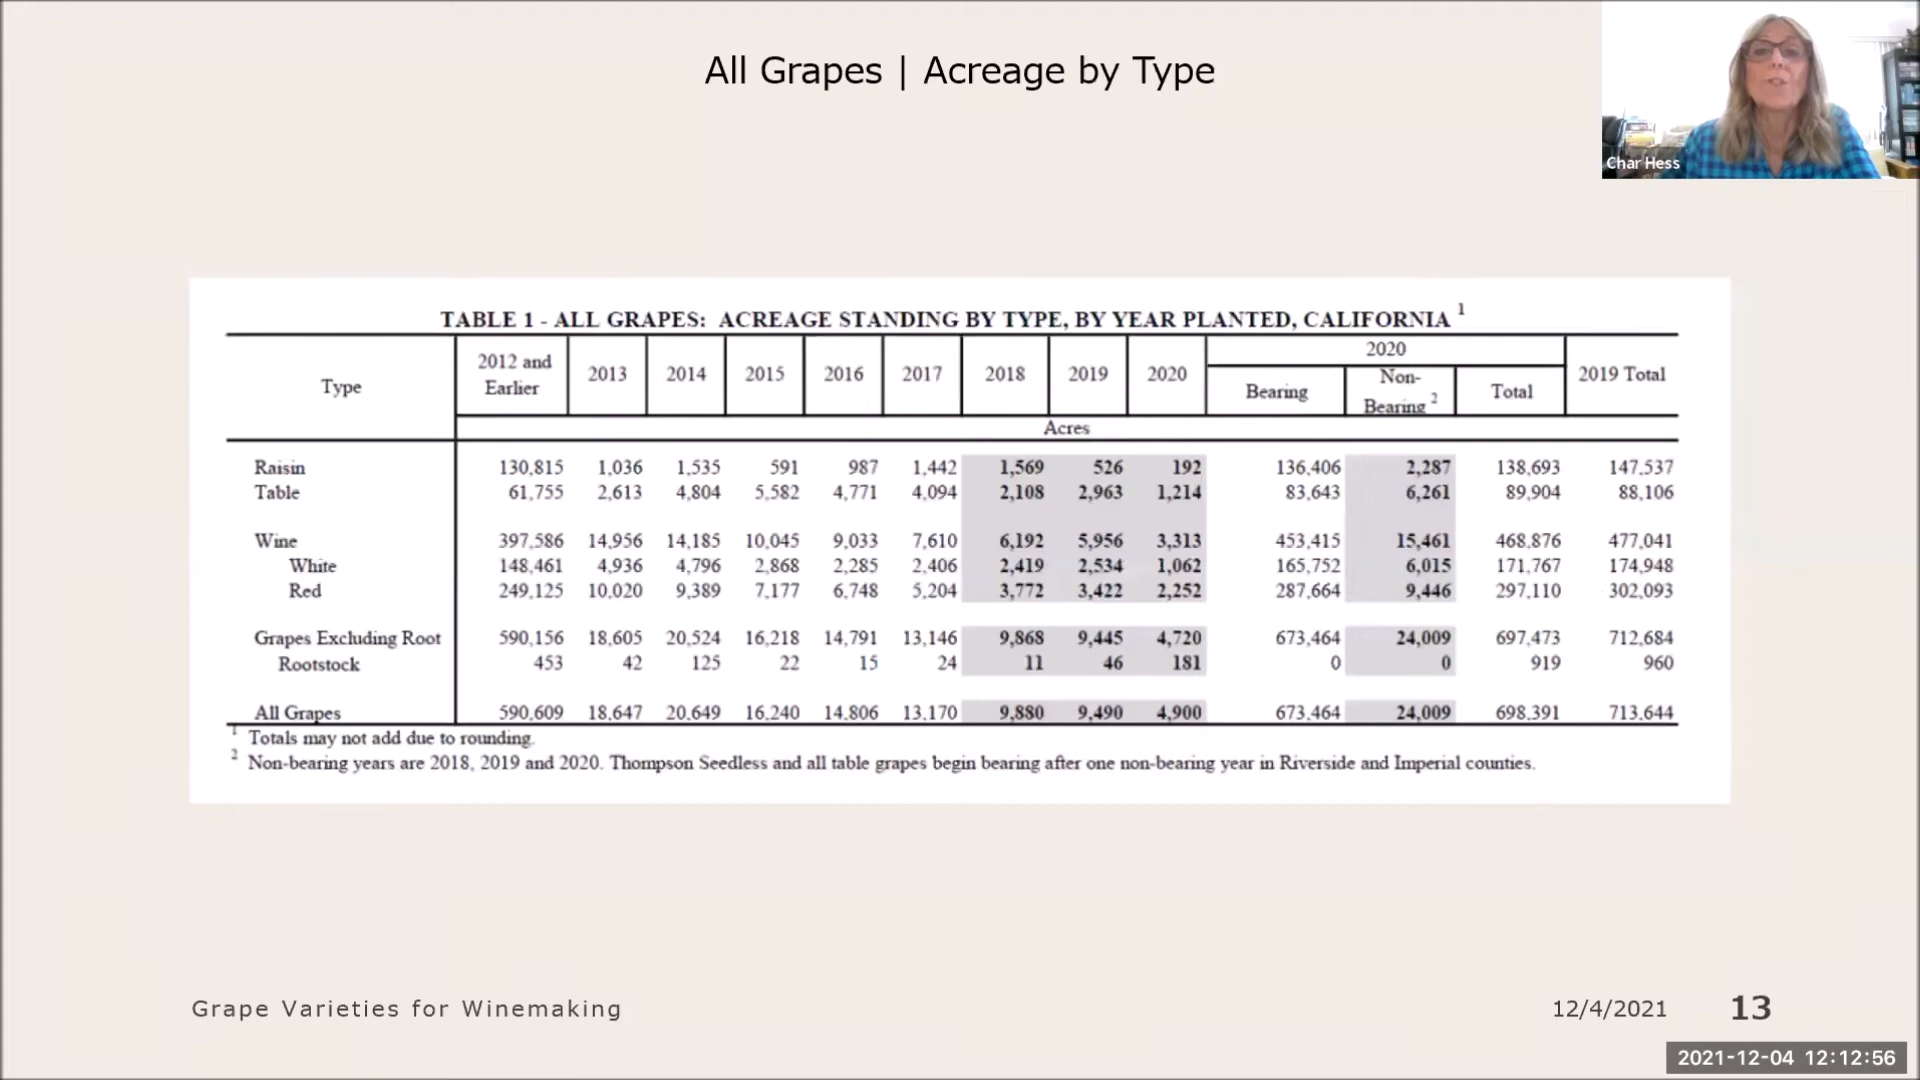 All Grapes | Acreage by Type
Char Hess
TABLE 1 - ALL GRAPES: ACREAGE STANDING BY TYPE, BY YEAR PLANTED, CALIFORNIA 1
Type 2012 and Earlier 2013 2014 2015 2016 2017 2018 2019 2020 2020 2019 Total
Bearing Non-Bearing 2 Total
Acres
Raisin 130,815 1,036 1,535 591 987 1,442 1,569 526 192 136,406 2,287 138,693 147,537
Table 61,755 2,613 4,804 5,582 4,771 4,094 2,108 2,963 1,214 83,643 6,261 89,904 88,106
Wine 397,586 14,956 14,185 10,045 9,033 7,610 6,192 5,956 3,313 453,415 15,461 468,876 477,041
White 148,461 4,936 4,796 2,868 2,285 2,406 2,419 2,534 1,062 165,752 6,015 171,767 174,948
Red 249,125 10,020 9,389 7,177 6,748 5,204 3,772 3,422 2,252 287,664 9,446 297,110 302,093
Grapes Excluding Root 590,156 18,605 20,524 16,218 14,791 13,146 9,868 9,445 4,720 673,464 24,009 697,473 712,684
Rootstock 453 42 125 22 15 24 11 46 181 0 0 919 960
All Grapes 590,609 18,647 20,649 16,240 14,806 13,170 9,880 9,490 4,900 673,464 24,009 698,391 713,644
1 Totals may not add due to rounding.
2 Non-bearing years are 2018, 2019 and 2020. Thompson Seedless and all table grapes begin bearing after one non-bearing year in Riverside and Imperial counties.
Grape Varieties for Winemaking
12/4/2021 13
2021-12-04 12:12:56